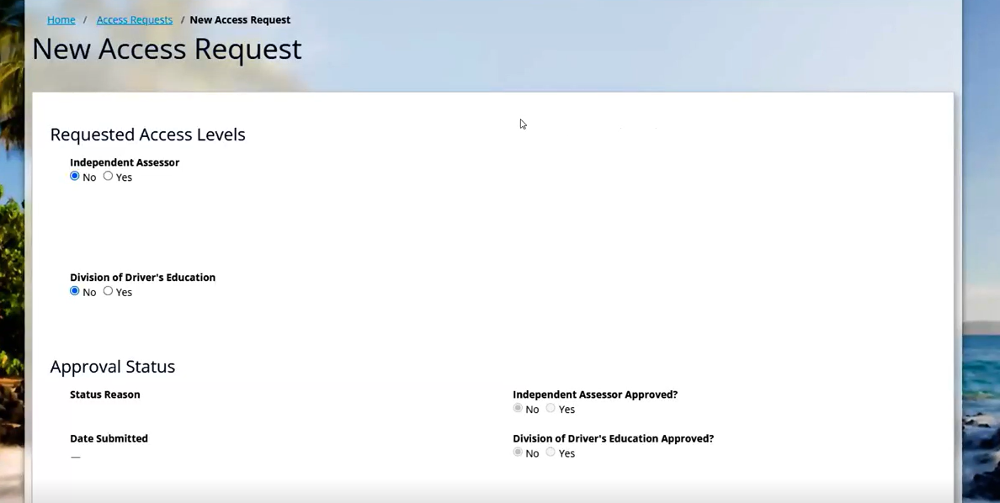 Home / Access Requests / New Access Request
New Access Request
Requested Access Levels
Independent Assessor
No Yes
Division of Driver's Education
No Yes
Approval Status
Status Reason
Independent Assessor Approved?
No Yes
Date Submitted
—
Division of Driver's Education Approved?
No Yes